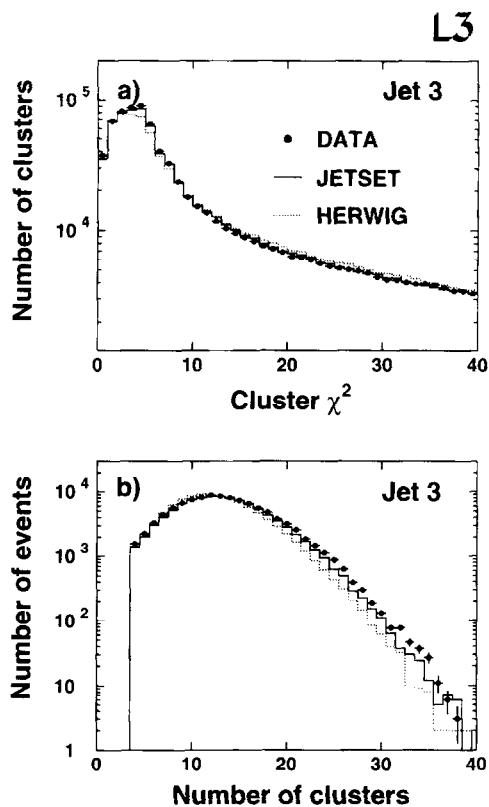 L3
a)
Jet 3
DATA
JETSET
HERWIG
Number of clusters
10^5
10^4
0
10
20
30
40
Cluster χ²
b)
Jet 3
Number of events
10^4
10^3
10^2
10
1
0
10
20
30
40
Number of clusters